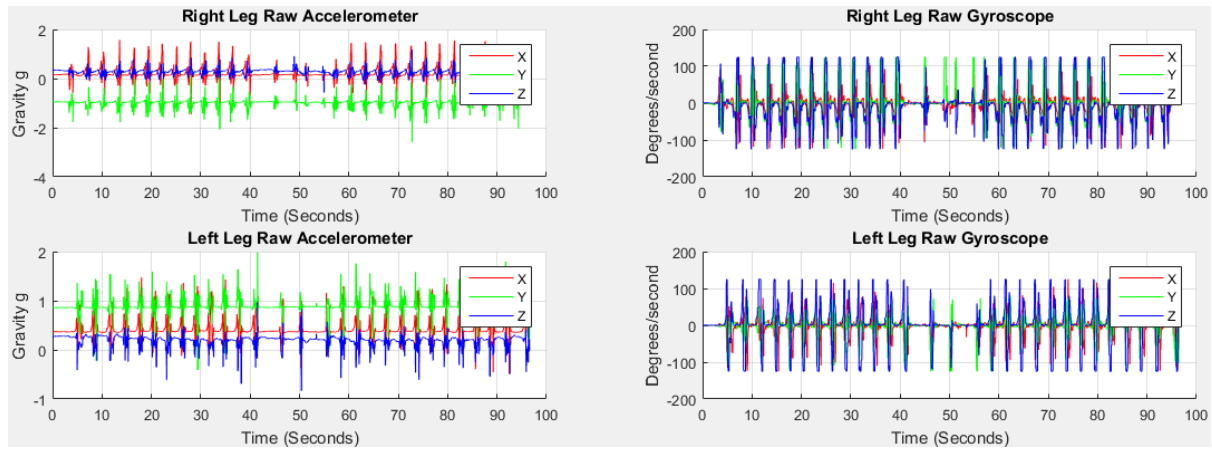 Right Leg Raw Accelerometer
2
0
-2
-4
Gravity g
0 10 20 30 40 50 60 70 80 90 100
Time (Seconds)
X
Y
Z
Right Leg Raw Gyroscope
200
100
0
-100
-200
Degrees/second
0 10 20 30 40 50 60 70 80 90 100
Time (Seconds)
X
Y
Z
Left Leg Raw Accelerometer
2
1
0
-1
Gravity g
0 10 20 30 40 50 60 70 80 90 100
Time (Seconds)
X
Y
Z
Left Leg Raw Gyroscope
200
100
0
-100
-200
Degrees/second
0 10 20 30 40 50 60 70 80 90 100
Time (Seconds)
X
Y
Z